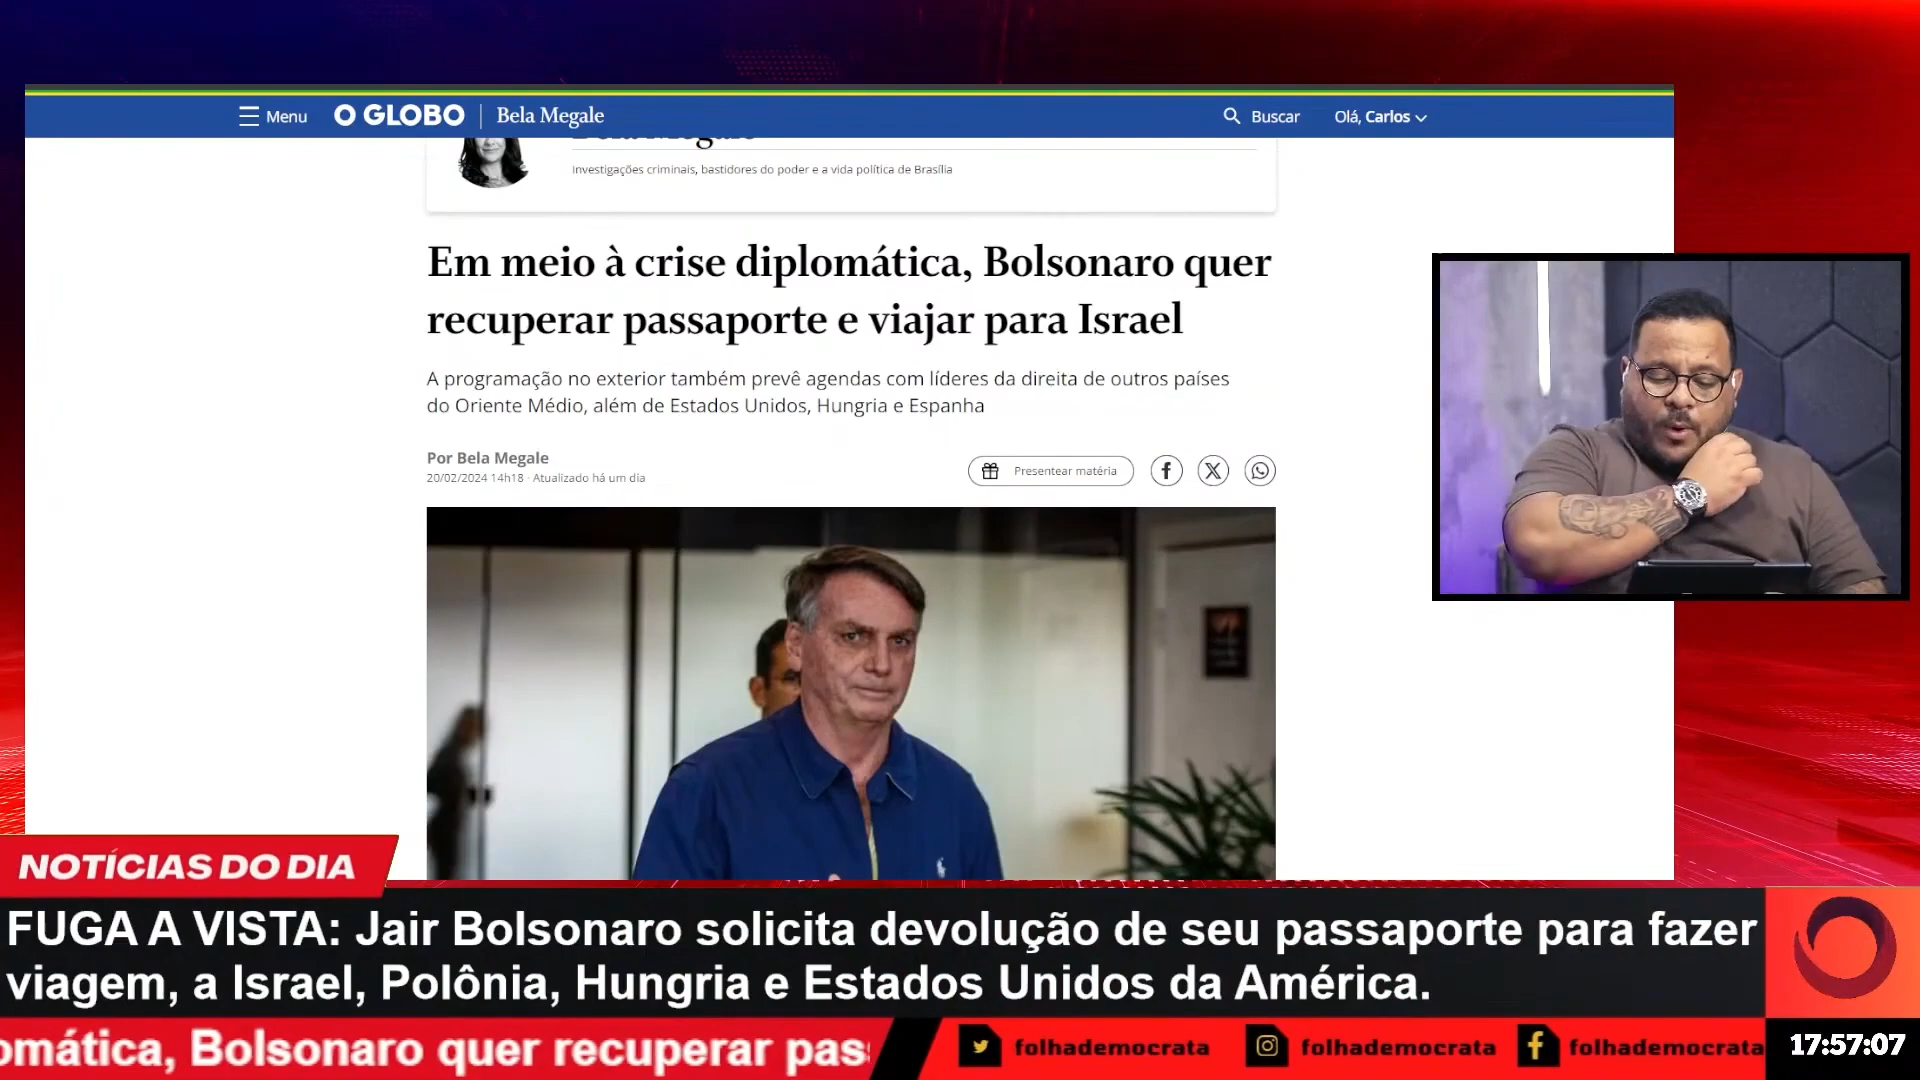 Menu
O GLOBO
Bela Megale
Buscar
Olá, Carlos
Bela Megale
Investigações criminais, bastidores do poder e a vida política de Brasília
Em meio à crise diplomática, Bolsonaro quer
recuperar passaporte e viajar para Israel
A programação no exterior também prevê agendas com líderes da direita de outros países
do Oriente Médio, além de Estados Unidos, Hungria e Espanha
Por Bela Megale
20/02/2024 14h18 · Atualizado há um dia
Presentear matéria
NOTÍCIAS DO DIA
FUGA A VISTA: Jair Bolsonaro solicita devolução de seu passaporte para fazer
viagem, a Israel, Polônia, Hungria e Estados Unidos da América.
omática, Bolsonaro quer recuperar pas
folhademocrata
folhademocrata
folhademocrata
17:57:07